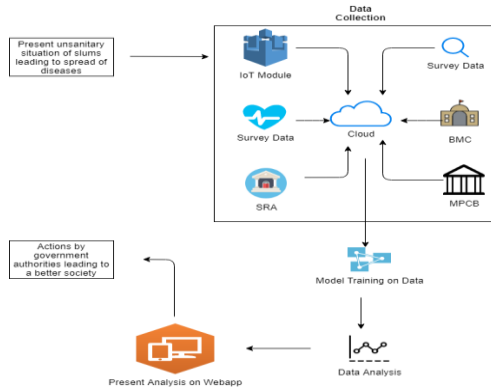 Data
Collection
Present unsanitary
situation of slums
leading to spread of
diseases
IoT Module
Survey Data
Survey Data
Cloud
BMC
SRA
MPCB
Actions by
government
authorities leading to
a better society
Model Training on Data
Data Analysis
Present Analysis on Webapp